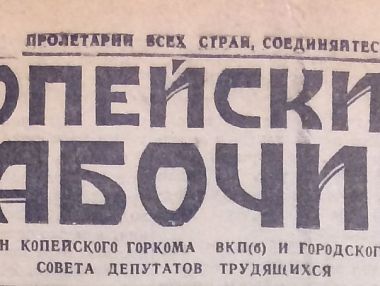 ПРОЛЕТАРИИ ВСЕХ СТРАН, СОЕДИНЯЙТЕС
ОПЕЙСКИ
АБОЧИ
Н КОПЕЙСКОГО ГОРКОМА ВКП(б) И ГОРОДСКОГ
СОВЕТА ДЕПУТАТОВ ТРУДЯЩИХСЯ